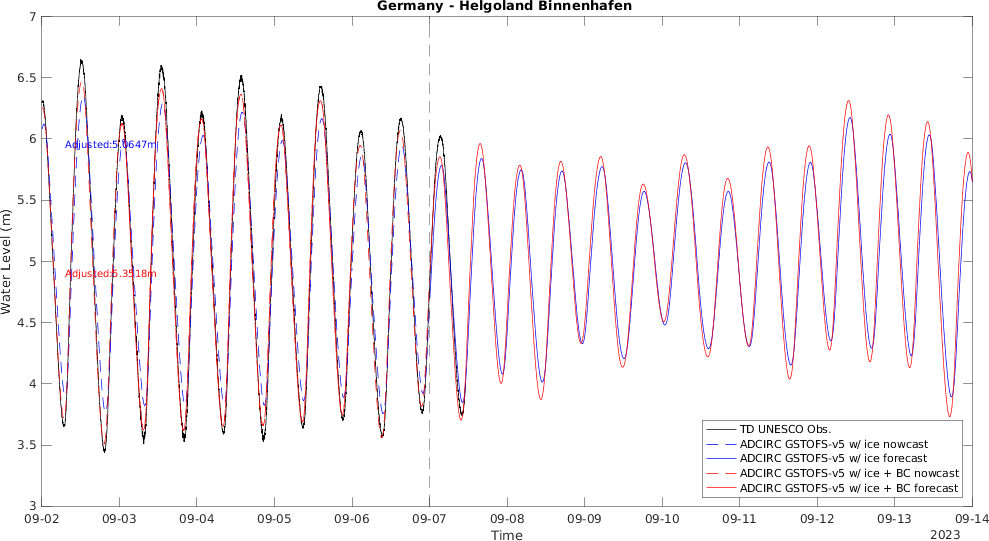 Germany - Helgoland Binnenhafen
7
6.5
6
5.5
5
4.5
4
3.5
3
Water Level (m)
Adjusted:5.0647m
Adjusted:5.3518m
TD UNESCO Obs.
ADCIRC GSTOFS-v5 w/ ice nowcast
ADCIRC GSTOFS-v5 w/ ice forecast
ADCIRC GSTOFS-v5 w/ ice + BC nowcast
ADCIRC GSTOFS-v5 w/ ice + BC forecast
09-02 09-03 09-04 09-05 09-06 09-07 09-08 09-09 09-10 09-11 09-12 09-13 09-14
Time
2023